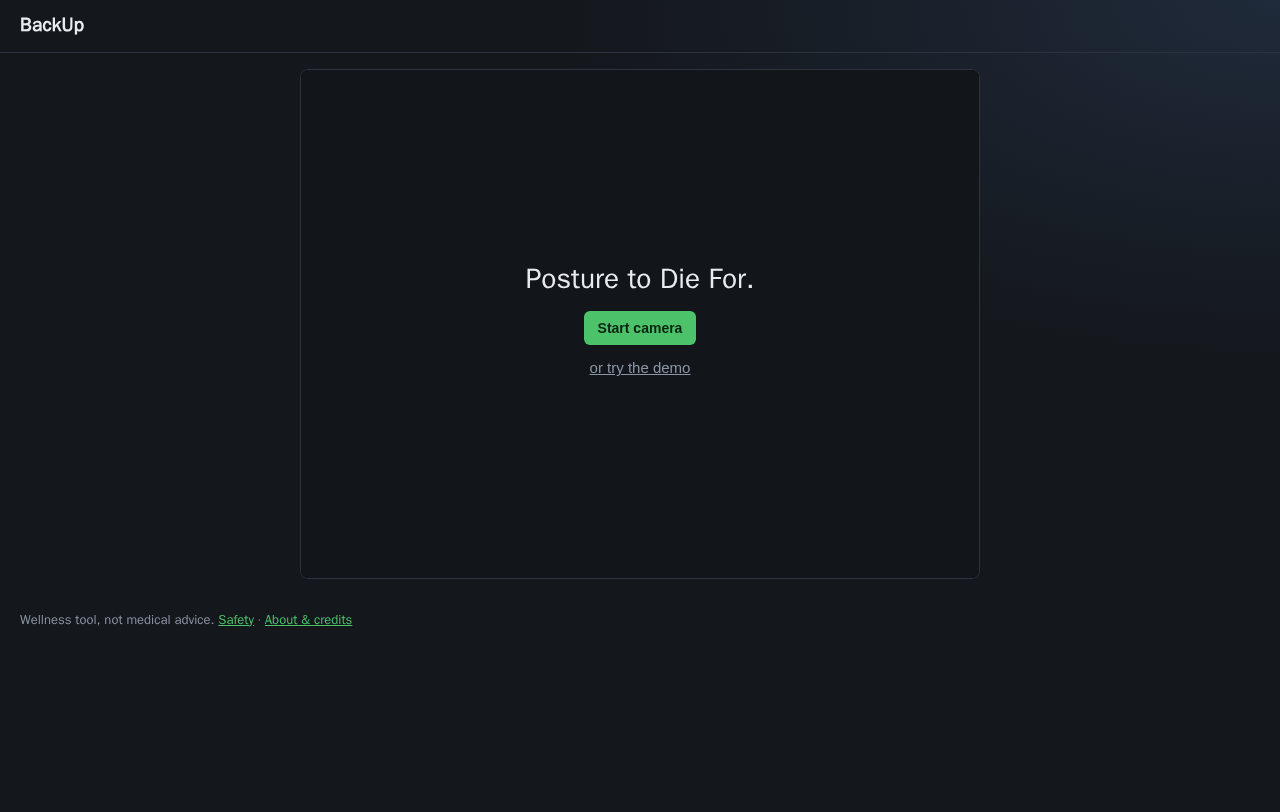 BackUp
Posture to Die For.
Start camera
or try the demo
Wellness tool, not medical advice. Safety · About & credits